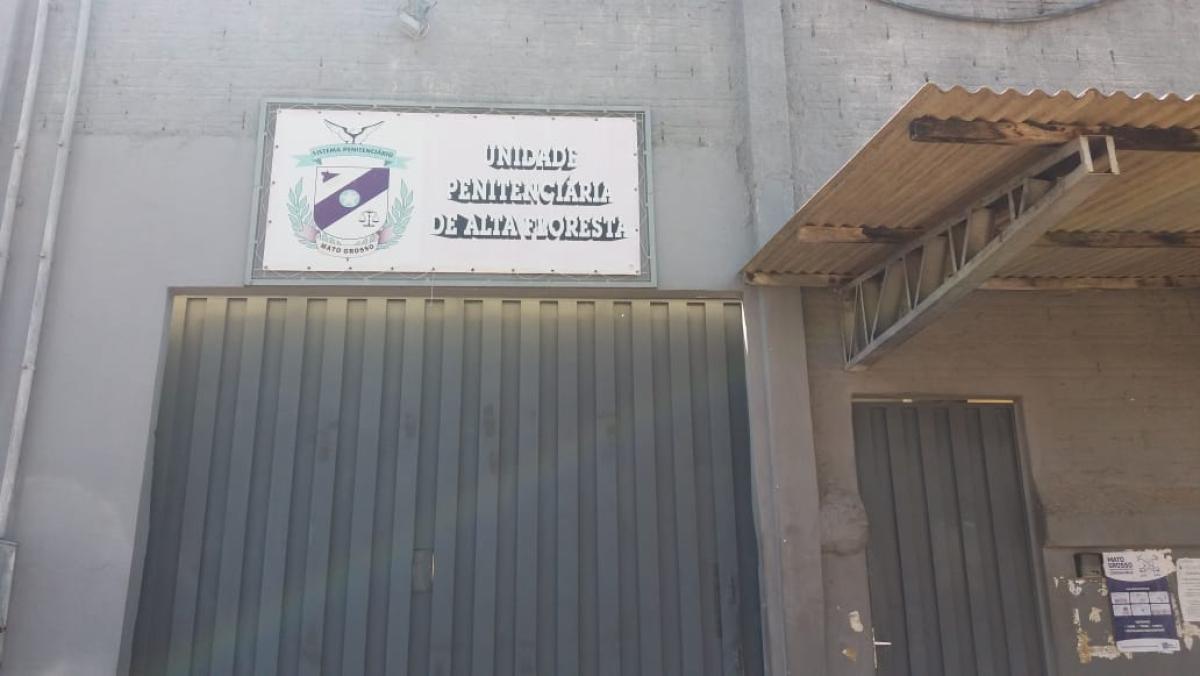 SISTEMA PENITENCIÁRIO
MATO GROSSO
UNIDADE
PENITENCIÁRIA
DE ALTA FLORESTA
MATO
GROSSO